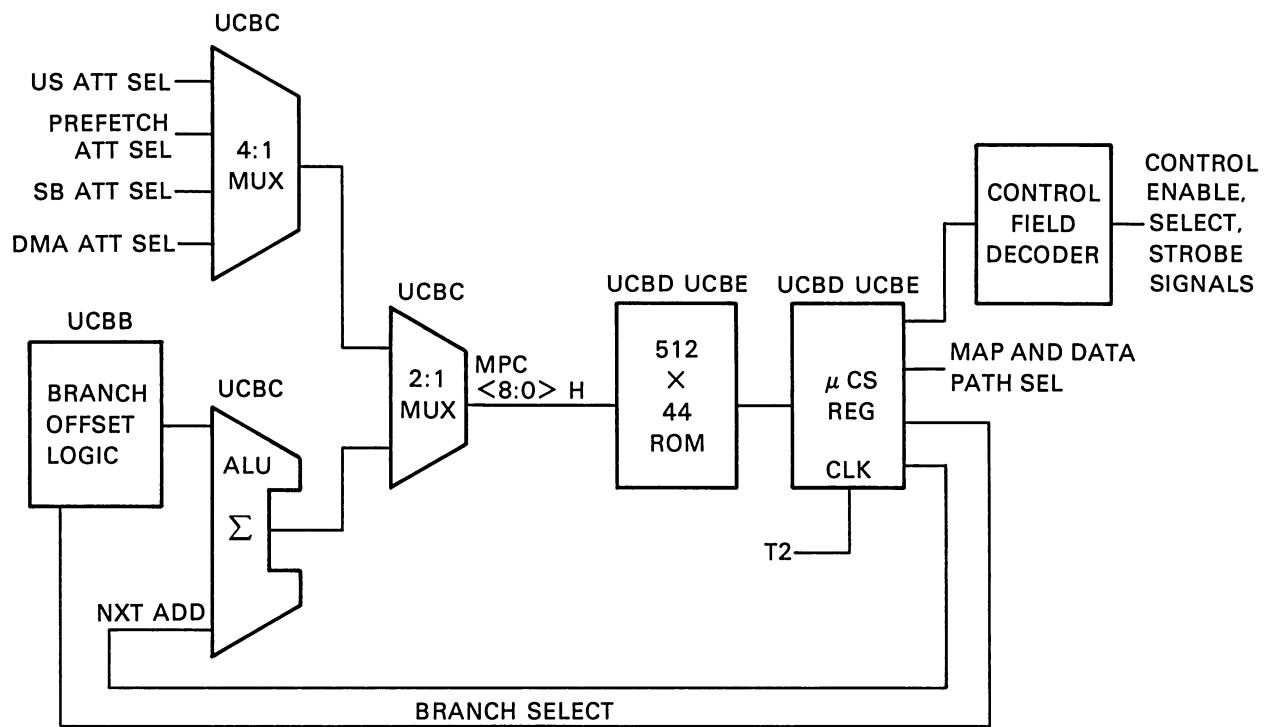 UCBC
US ATT SEL
PREFETCH
ATT SEL
SB ATT SEL
DMA ATT SEL
4:1
MUX
UCBB
BRANCH
OFFSET
LOGIC
UCBC
ALU
Σ
NXT ADD
UCBC
2:1
MUX
MPC
<8:0> H
UCBD UCBE
512
×
44
ROM
UCBD UCBE
μ CS
REG
CLK
T2
CONTROL
FIELD
DECODER
CONTROL
ENABLE,
SELECT,
STROBE
SIGNALS
MAP AND DATA
PATH SEL
BRANCH SELECT